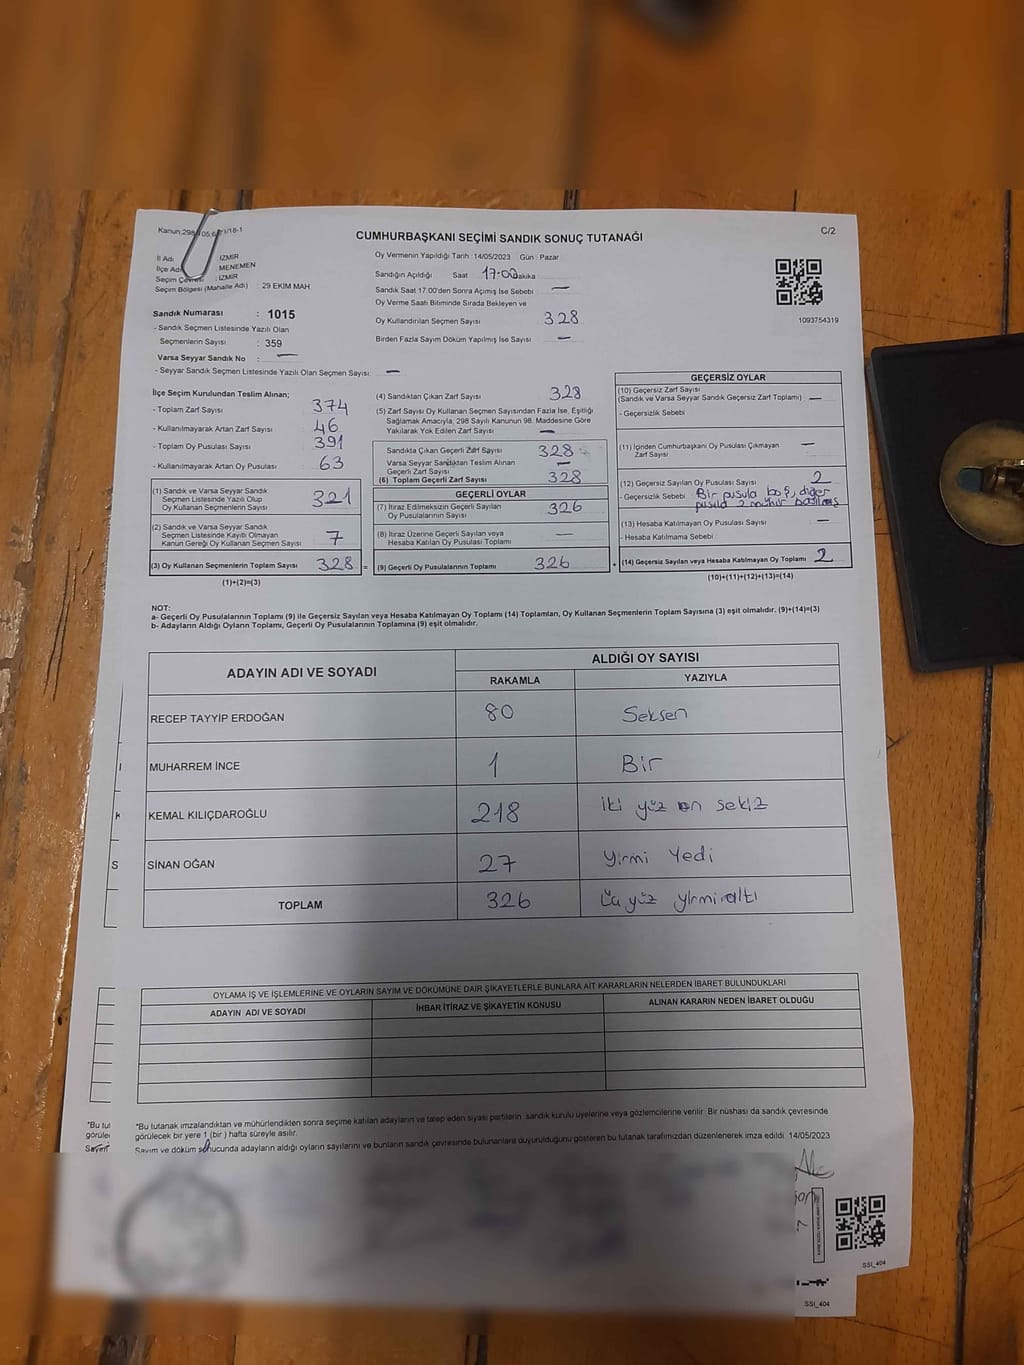 Kanun;298
/18-1
C/2
CUMHURBAŞKANI SEÇİMİ SANDIK SONUÇ TUTANAĞI
İl Adı : İZMİR
İlçe Adı : MENEMEN
Seçim Çevresi : İZMİR
Seçim Bölgesi (Mahalle Adı) : 29 EKİM MAH.
Sandık Numarası : 1015
- Sandık Seçmen Listesinde Yazılı Olan
Seçmenlerin Sayısı : 359
Varsa Seyyar Sandık No : —
- Seyyar Sandık Seçmen Listesinde Yazılı Olan Seçmen Sayısı: —
Oy Vermenin Yapıldığı Tarih :14/05/2023 Gün : Pazar
Sandığın Açıldığı Saat 17:00 Dakika
Sandık Saat 17.00'den Sonra Açımış İse Sebebi —
Oy Verme Saati Bitiminde Sırada Bekleyen ve
Oy Kullandırılan Seçmen Sayısı 328
Birden Fazla Sayım Döküm Yapılmış İse Sayısı —
1093754319
İlçe Seçim Kurulundan Teslim Alınan;
- Toplam Zarf Sayısı 374
- Kullanılmayarak Artan Zarf Sayısı 46
- Toplam Oy Pusulası Sayısı 391
- Kullanılmayarak Artan Oy Pusulası 63
(1) Sandık ve Varsa Seyyar Sandık
Seçmen Listesinde Yazılı Olup
Oy Kullanan Seçmenlerin Sayısı 321
(2) Sandık ve Varsa Seyyar Sandık
Seçmen Listesinde Kayıtlı Olmayan
Kanun Gereği Oy Kullanan Seçmen Sayısı 7
(3) Oy Kullanan Seçmenlerin Toplam Sayısı 328 =
(1)+(2)=(3)
(4) Sandıktan Çıkan Zarf Sayısı 328
(5) Zarf Sayısı Oy Kullanan Seçmen Sayısından Fazla İse, Eşitliği
Sağlamak Amacıyla, 298 Sayılı Kanunun 98. Maddesine Göre
Yakılarak Yok Edilen Zarf Sayısı —
Sandıkta Çıkan Geçerli Zarf Sayısı 328
Varsa Seyyar Sandıktan Teslim Alınan
Geçerli Zarf Sayısı —
(6) Toplam Geçerli Zarf Sayısı 328
GEÇERLİ OYLAR
(7) İtiraz Edilmeksizin Geçerli Sayılan
Oy Pusulalarının Sayısı 326
(8) İtiraz Üzerine Geçerli Sayılan veya
Hesaba Katılan Oy Pusulası Toplamı —
(9) Geçerli Oy Pusulalarının Toplamı 326 +
GEÇERSİZ OYLAR
(10) Geçersiz Zarf Sayısı
(Sandık ve Varsa Seyyar Sandık Geçersiz Zarf Toplamı) —
- Geçersizlik Sebebi
(11) İçinden Cumhurbaşkanı Oy Pusulası Çıkmayan
Zarf Sayısı —
(12) Geçersiz Sayılan Oy Pusulası Sayısı 2
- Geçersizlik Sebebi Bir pusula boş, diğer
pusula 2 mühür basılmış
(13) Hesaba Katılmayan Oy Pusulası Sayısı —
- Hesaba Katılmama Sebebi
(14) Geçersiz Sayılan veya Hesaba Katılmayan Oy Toplamı 2
(10)+(11)+(12)+(13)=(14)
NOT:
a- Geçerli Oy Pusulalarının Toplamı (9) ile Geçersiz Sayılan veya Hesaba Katılmayan Oy Toplamı (14) Toplamları, Oy Kullanan Seçmenlerin Toplam Sayısına (3) eşit olmalıdır. (9)+(14)=(3)
b- Adayların Aldığı Oyların Toplamı, Geçerli Oy Pusulalarının Toplamına (9) eşit olmalıdır.
ADAYIN ADI VE SOYADI
ALDIĞI OY SAYISI
RAKAMLA YAZIYLA
RECEP TAYYİP ERDOĞAN 80 Seksen
MUHARREM İNCE 1 Bir
KEMAL KILIÇDAROĞLU 218 iki yüz on sekiz
SİNAN OĞAN 27 yirmi yedi
TOPLAM 326 üç yüz yirmi altı
OYLAMA İŞ VE İŞLEMLERİNE VE OYLARIN SAYIM VE DÖKÜMÜNE DAİR ŞİKAYETLERLE BUNLARA AİT KARARLARIN NELERDEN İBARET BULUNDUKLARI
ADAYIN ADI VE SOYADI İHBAR İTİRAZ VE ŞİKAYETİN KONUSU ALINAN KARARIN NEDEN İBARET OLDUĞU
*Bu tutanak imzalandıktan ve mühürlendikten sonra seçime katılan adayların ve talep eden siyasi partilerin sandık kurulu üyelerine veya gözlemcilerine verilir. Bir nüshası da sandık çevresinde
görülecek bir yere 1 (bir ) hafta süreyle asılır.
Sayım ve döküm sonucunda adayların aldığı oyların sayılarını ve bunların sandık çevresinde bulunanlara duyurulduğunu gösteren bu tutanak tarafımızdan düzenlenerek imza edildi. 14/05/2023
SSI_404
SSI_404